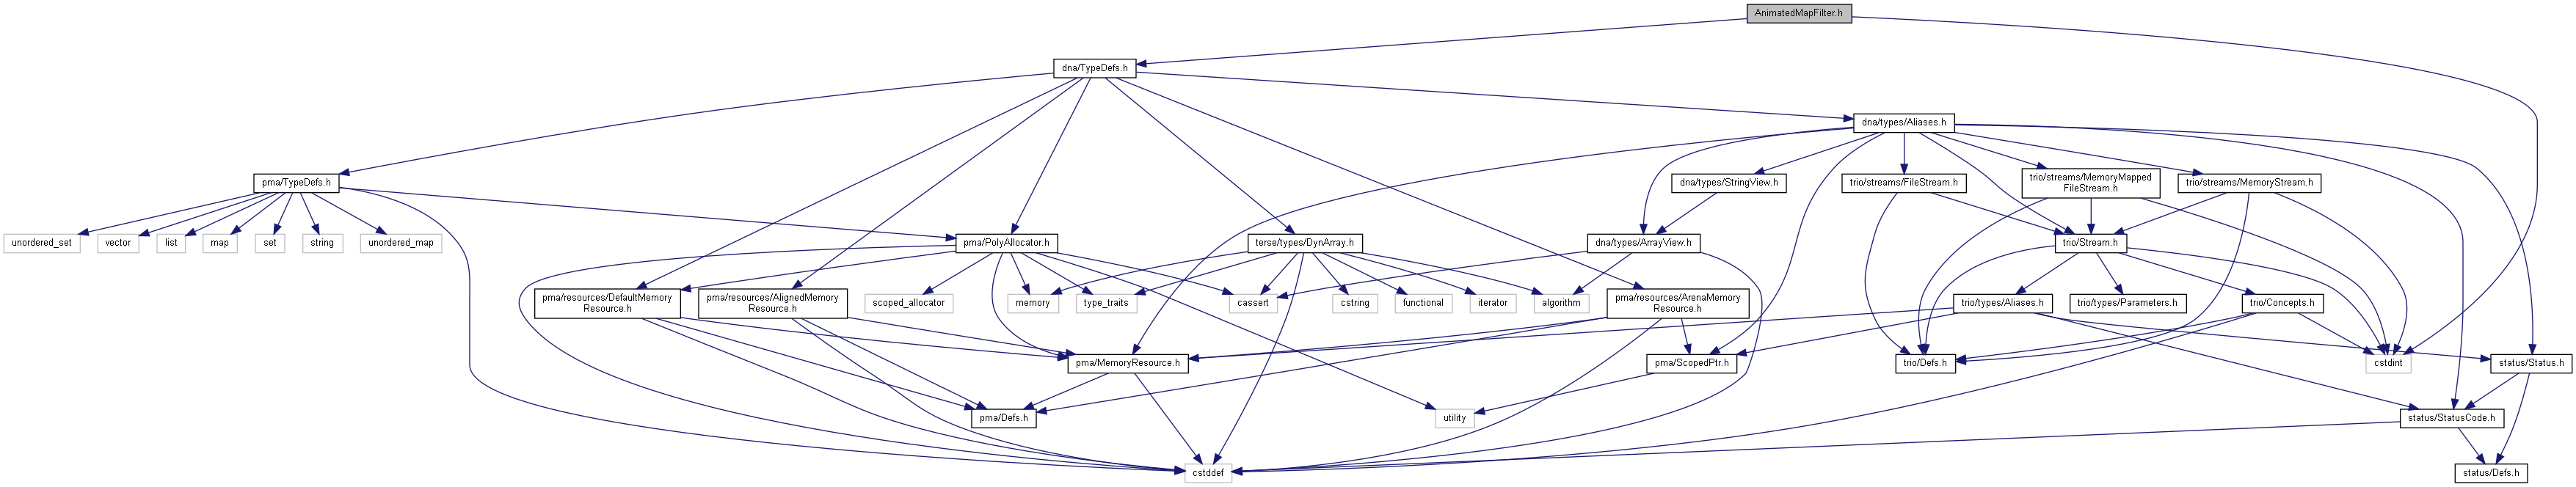 AnimatedMapFilter.h
dna/TypeDefs.h
dna/types/Aliases.h
pma/TypeDefs.h
dna/types/StringView.h
trio/streams/FileStream.h
trio/streams/MemoryMapped
FileStream.h
trio/streams/MemoryStream.h
unordered_set
vector
list
map
set
string
unordered_map
pma/PolyAllocator.h
terse/types/DynArray.h
dna/types/ArrayView.h
trio/Stream.h
pma/resources/DefaultMemory
Resource.h
pma/resources/AlignedMemory
Resource.h
scoped_allocator
memory
type_traits
cassert
cstring
functional
iterator
algorithm
pma/resources/ArenaMemory
Resource.h
trio/types/Aliases.h
trio/types/Parameters.h
trio/Concepts.h
pma/MemoryResource.h
pma/ScopedPtr.h
trio/Defs.h
cstdint
status/Status.h
pma/Defs.h
utility
status/StatusCode.h
cstddef
status/Defs.h